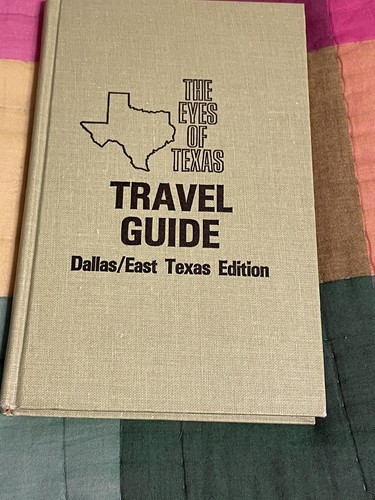 THE
EYES
OF
TEXAS
TRAVEL
GUIDE
Dallas/East Texas Edition